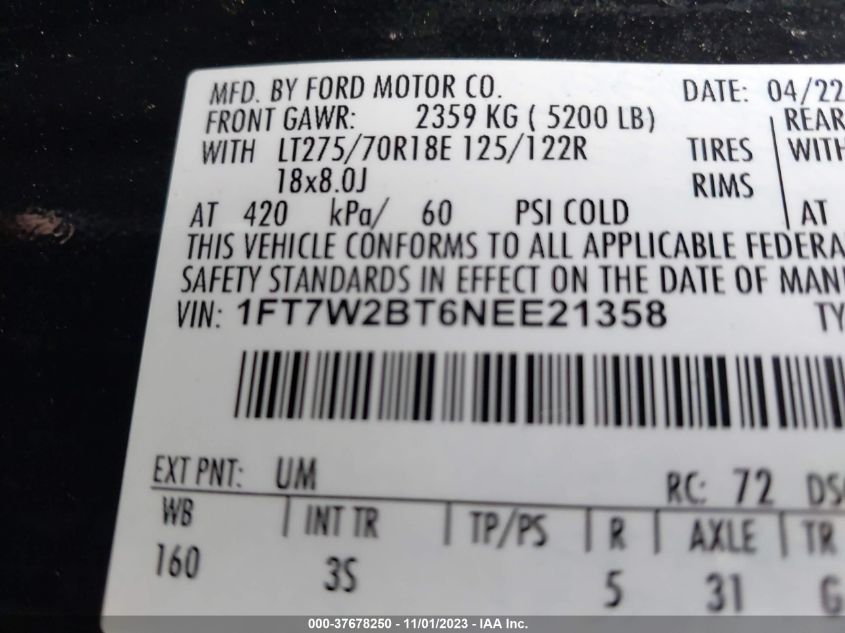 MFD. BY FORD MOTOR CO. DATE: 04/22
FRONT GAWR: 2359 KG ( 5200 LB) REAR
WITH LT275/70R18E 125/122R TIRES WITH
18x8.0J RIMS
AT 420 kPa/ 60 PSI COLD AT
THIS VEHICLE CONFORMS TO ALL APPLICABLE FEDERA
SAFETY STANDARDS IN EFFECT ON THE DATE OF MAN
VIN: 1FT7W2BT6NEE21358 TY
EXT PNT: UM RC: 72 DS
WB INT TR TP/PS R AXLE TR
160 3S 5 31 G
000-37678250 - 11/01/2023 - IAA Inc.